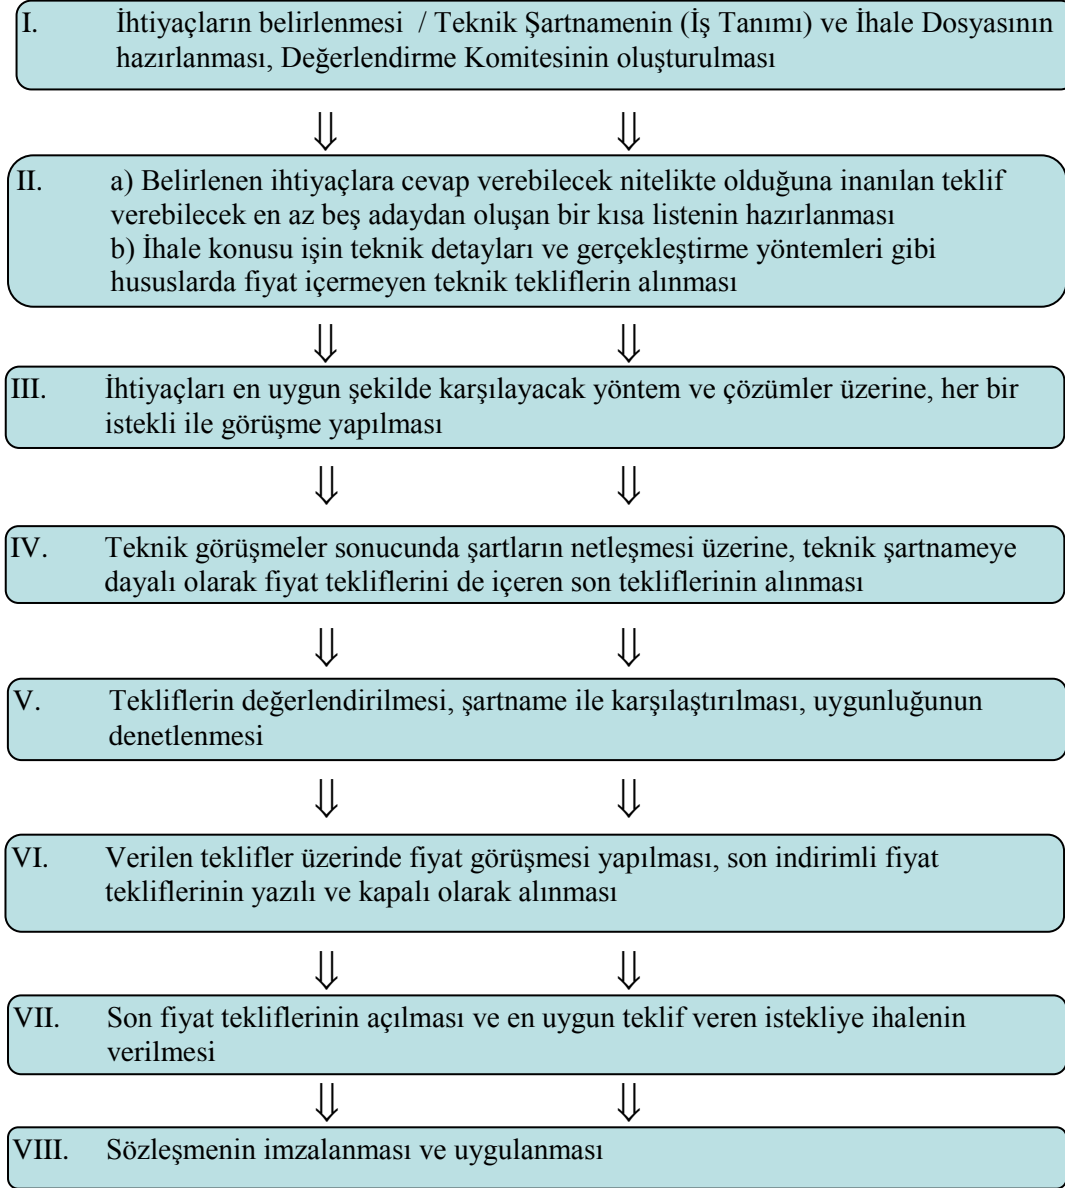 I. İhtiyaçların belirlenmesi / Teknik Şartnamenin (İş Tanımı) ve İhale Dosyasının
hazırlanması, Değerlendirme Komitesinin oluşturulması
⇓ ⇓
II. a) Belirlenen ihtiyaçlara cevap verebilecek nitelikte olduğuna inanılan teklif
verebilecek en az beş adaydan oluşan bir kısa listenin hazırlanması
b) İhale konusu işin teknik detayları ve gerçekleştirme yöntemleri gibi
hususlarda fiyat içermeyen teknik tekliflerin alınması
⇓ ⇓
III. İhtiyaçları en uygun şekilde karşılayacak yöntem ve çözümler üzerine, her bir
istekli ile görüşme yapılması
⇓ ⇓
IV. Teknik görüşmeler sonucunda şartların netleşmesi üzerine, teknik şartnameye
dayalı olarak fiyat tekliflerini de içeren son tekliflerinin alınması
⇓ ⇓
V. Tekliflerin değerlendirilmesi, şartname ile karşılaştırılması, uygunluğunun
denetlenmesi
⇓ ⇓
VI. Verilen teklifler üzerinde fiyat görüşmesi yapılması, son indirimli fiyat
tekliflerinin yazılı ve kapalı olarak alınması
⇓ ⇓
VII. Son fiyat tekliflerinin açılması ve en uygun teklif veren istekliye ihalenin
verilmesi
⇓ ⇓
VIII. Sözleşmenin imzalanması ve uygulanması